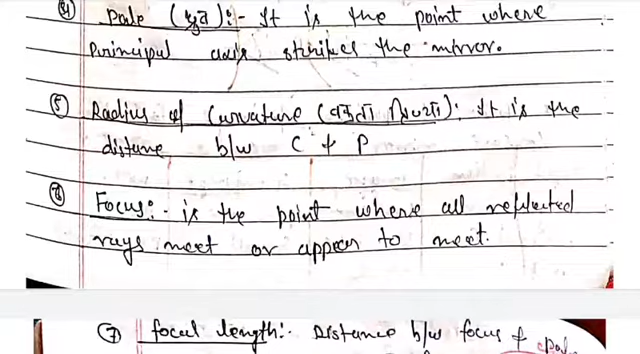 ④ Pole (ध्रुव) :- It is the point where
Principal axis strikes the mirror.
⑤ Radius of Curvature (वक्रता त्रिज्या): It is the
distance b/w C & P
⑥ Focus:- is the point where all reflected
rays meet or appear to meet.
⑦ focal length:- Distance b/w focus & pole